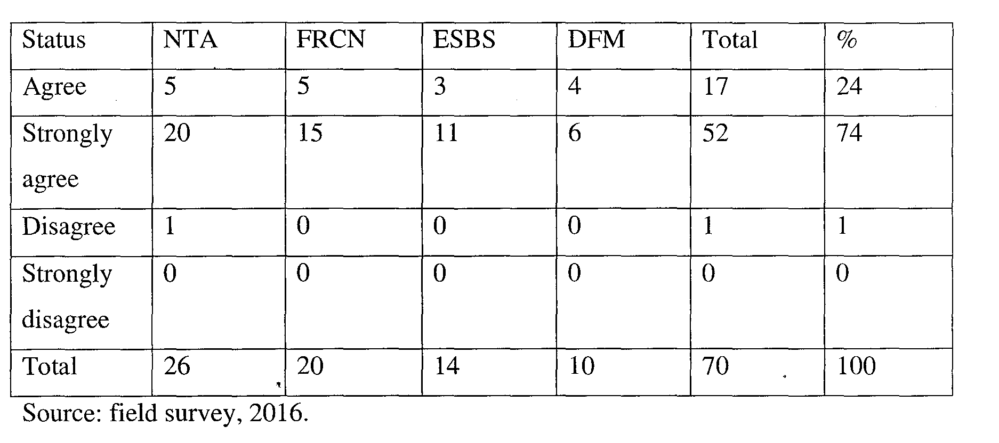 Status NTA FRCN ESBS DFM Total %
Agree 5 5 3 4 17 24
Strongly 20 15 11 6 52 74
agree
Disagree 1 0 0 0 1 1
Strongly 0 0 0 0 0 0
disagree
Total 26 20 14 10 70 100
Source: field survey, 2016.